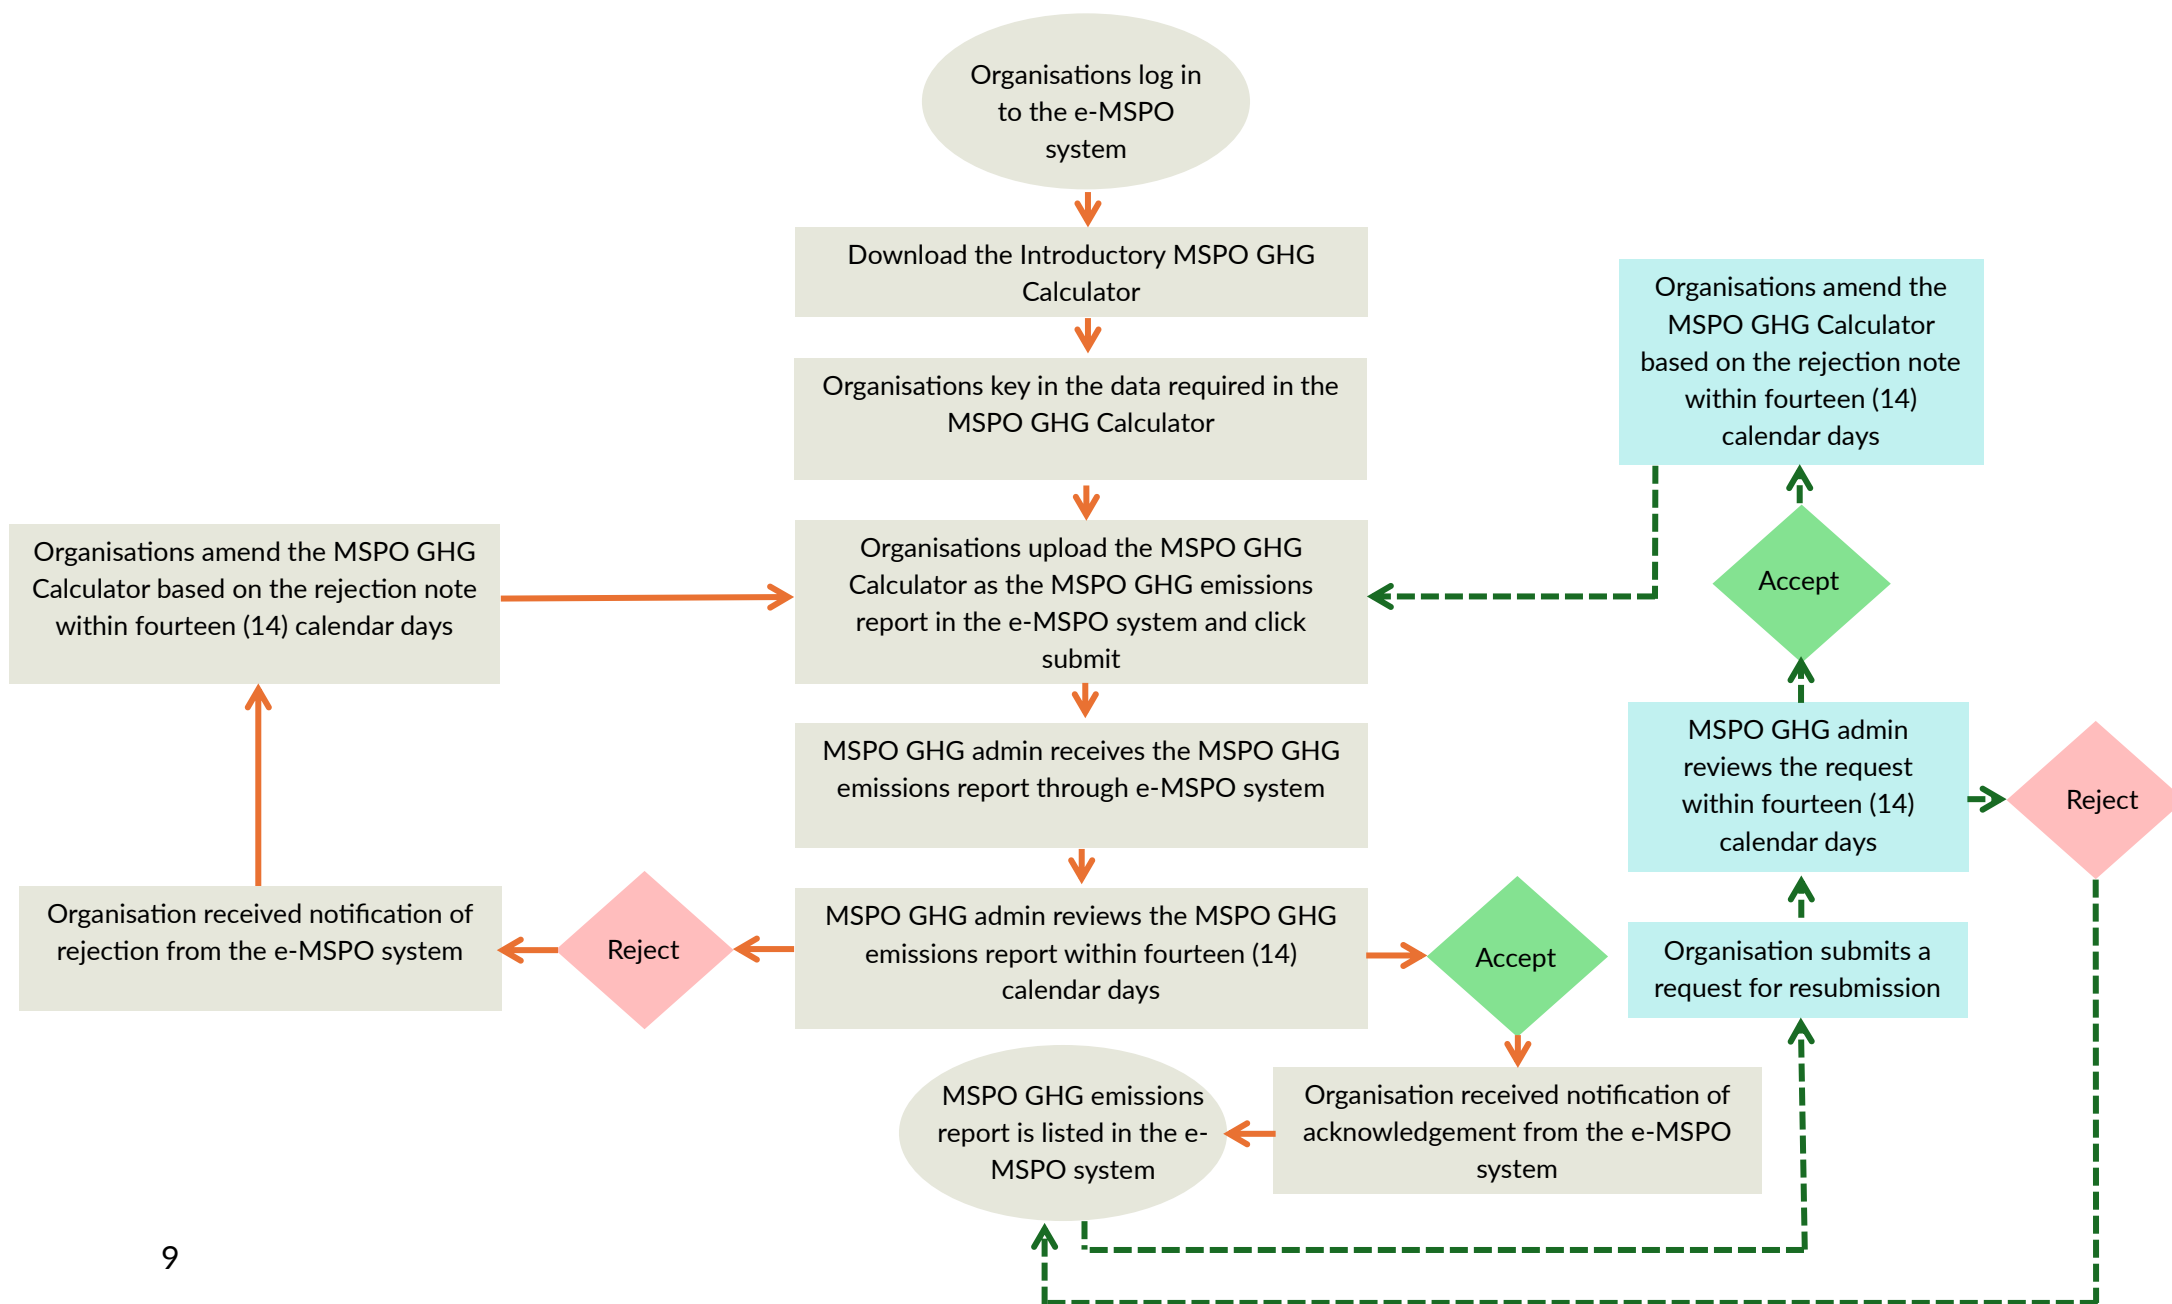 Organisations log in
to the e-MSPO
system
Download the Introductory MSPO GHG
Calculator
Organisations key in the data required in the
MSPO GHG Calculator
Organisations upload the MSPO GHG
Calculator as the MSPO GHG emissions
report in the e-MSPO system and click
submit
MSPO GHG admin receives the MSPO GHG
emissions report through e-MSPO system
MSPO GHG admin reviews the MSPO GHG
emissions report within fourteen (14)
calendar days
Reject
Organisation received notification of
rejection from the e-MSPO system
Organisations amend the MSPO GHG
Calculator based on the rejection note
within fourteen (14) calendar days
Accept
Organisation received notification of
acknowledgement from the e-MSPO
system
MSPO GHG emissions
report is listed in the e-
MSPO system
Organisation submits a
request for resubmission
MSPO GHG admin
reviews the request
within fourteen (14)
calendar days
Reject
Accept
Organisations amend the
MSPO GHG Calculator
based on the rejection note
within fourteen (14)
calendar days
9